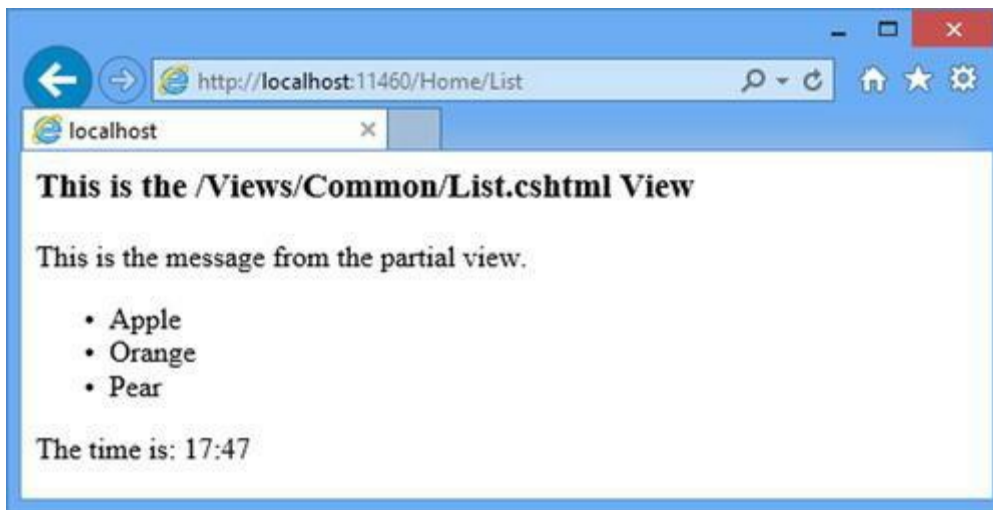 http://localhost:11460/Home/List
localhost
This is the /Views/Common/List.cshtml View
This is the message from the partial view.
• Apple
• Orange
• Pear
The time is: 17:47